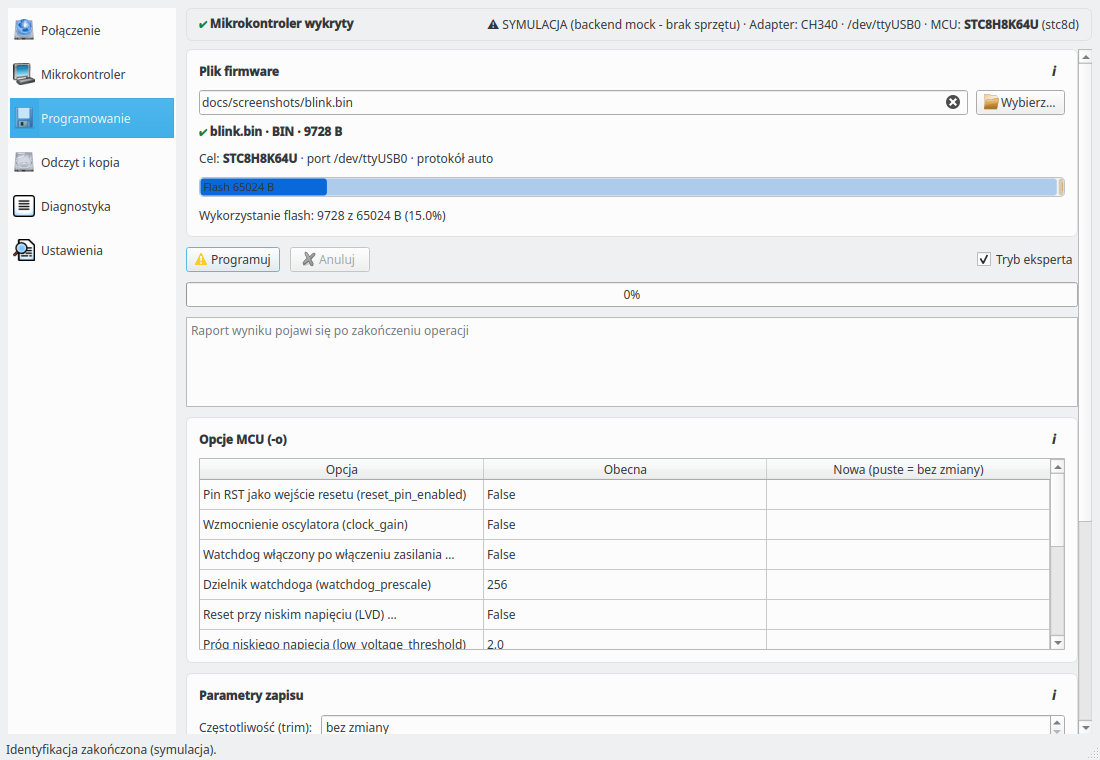 Połączenie
Mikrokontroler
Programowanie
Odczyt i kopia
Diagnostyka
Ustawienia
✔ Mikrokontroler wykryty
⚠ SYMULACJA (backend mock - brak sprzętu) · Adapter: CH340 · /dev/ttyUSB0 · MCU: STC8H8K64U (stc8d)
Plik firmware
i
docs/screenshots/blink.bin
Wybierz...
✔ blink.bin · BIN · 9728 B
Cel: STC8H8K64U · port /dev/ttyUSB0 · protokół auto
Flash 65024 B
Wykorzystanie flash: 9728 z 65024 B (15.0%)
Programuj
Anuluj
Tryb eksperta
0%
Raport wyniku pojawi się po zakończeniu operacji
Opcje MCU (-o)
i
Opcja Obecna Nowa (puste = bez zmiany)
Pin RST jako wejście resetu (reset_pin_enabled) False
Wzmocnienie oscylatora (clock_gain) False
Watchdog włączony po włączeniu zasilania ... False
Dzielnik watchdoga (watchdog_prescale) 256
Reset przy niskim napięciu (LVD) ... False
Próg niskiego napięcia (low_voltage_threshold) 2.0
Parametry zapisu
i
Częstotliwość (trim): bez zmiany
Identyfikacja zakończona (symulacja).